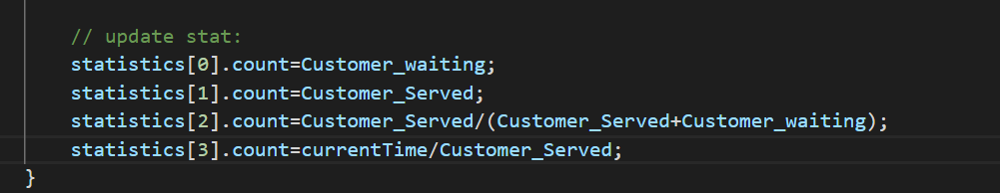 // update stat:
statistics[0].count=Customer_waiting;
statistics[1].count=Customer_Served;
statistics[2].count=Customer_Served/(Customer_Served+Customer_waiting);
statistics[3].count=currentTime/Customer_Served;
}